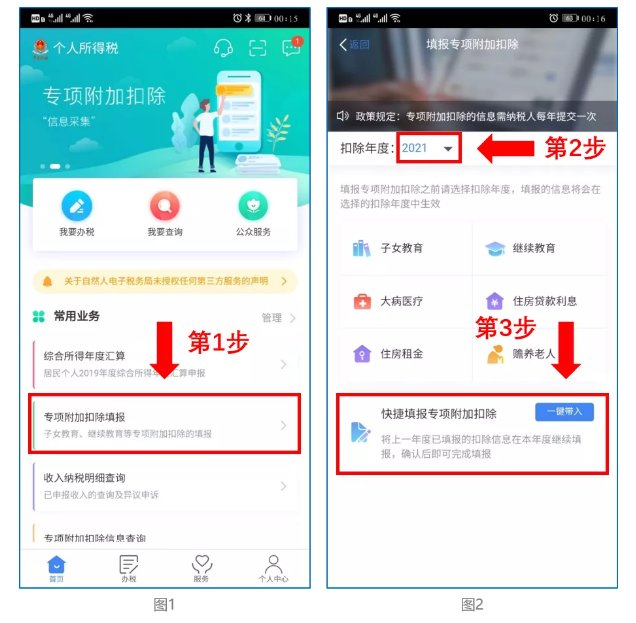 00:15
个人所得税
1
专项附加扣除
“信息采集”
我要办税
我要查询
公众服务
关于自然人电子税务局未授权任何第三方服务的声明
常用业务
管理
第1步
综合所得年度汇算
居民个人2019年度综合所得年度汇算申报
专项附加扣除填报
子女教育、继续教育等专项附加扣除的填报
收入纳税明细查询
已申报收入的查询及异议申诉
专项附加扣除信息查询
首页
办税
服务
个人中心
图1
00:16
返回
填报专项附加扣除
政策规定：专项附加扣除的信息需纳税人每年提交一次
扣除年度：
2021
第2步
填报专项附加扣除之前请选择扣除年度，填报的信息将会在
选择的扣除年度中生效
子女教育
继续教育
大病医疗
住房贷款利息
第3步
住房租金
赡养老人
快捷填报专项附加扣除
一键带入
将上一年度已填报的扣除信息在本年度继续填
报，确认后即可完成填报
图2